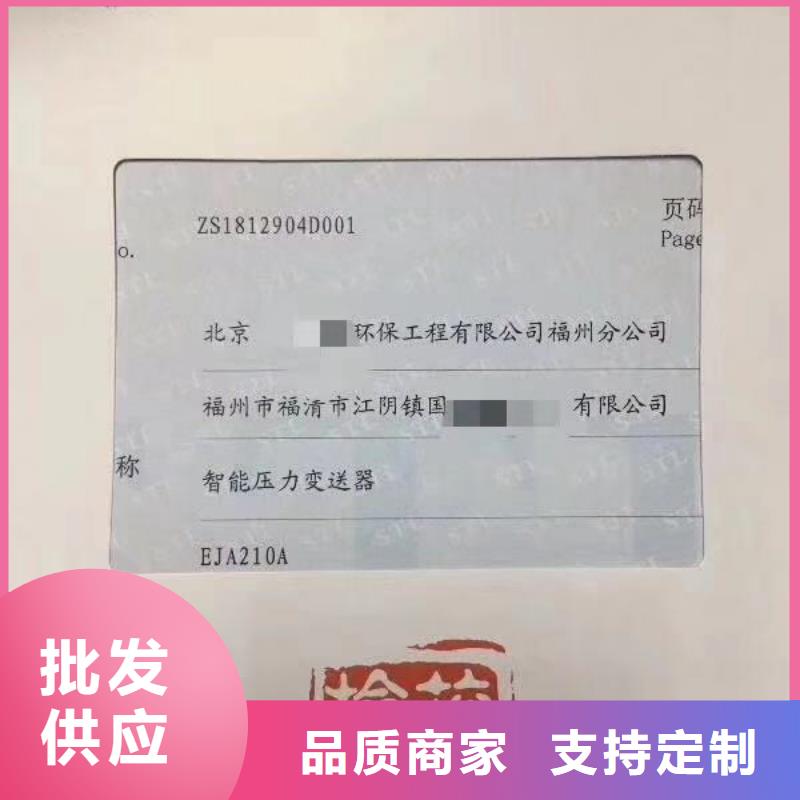 页码
ZS1812904D001
Page
o.
北京 环保工程有限公司福州分公司
福州市福清市江阴镇国 有限公司
称
智能压力变送器
EJA210A
批发
供应
品质商家 支持定制